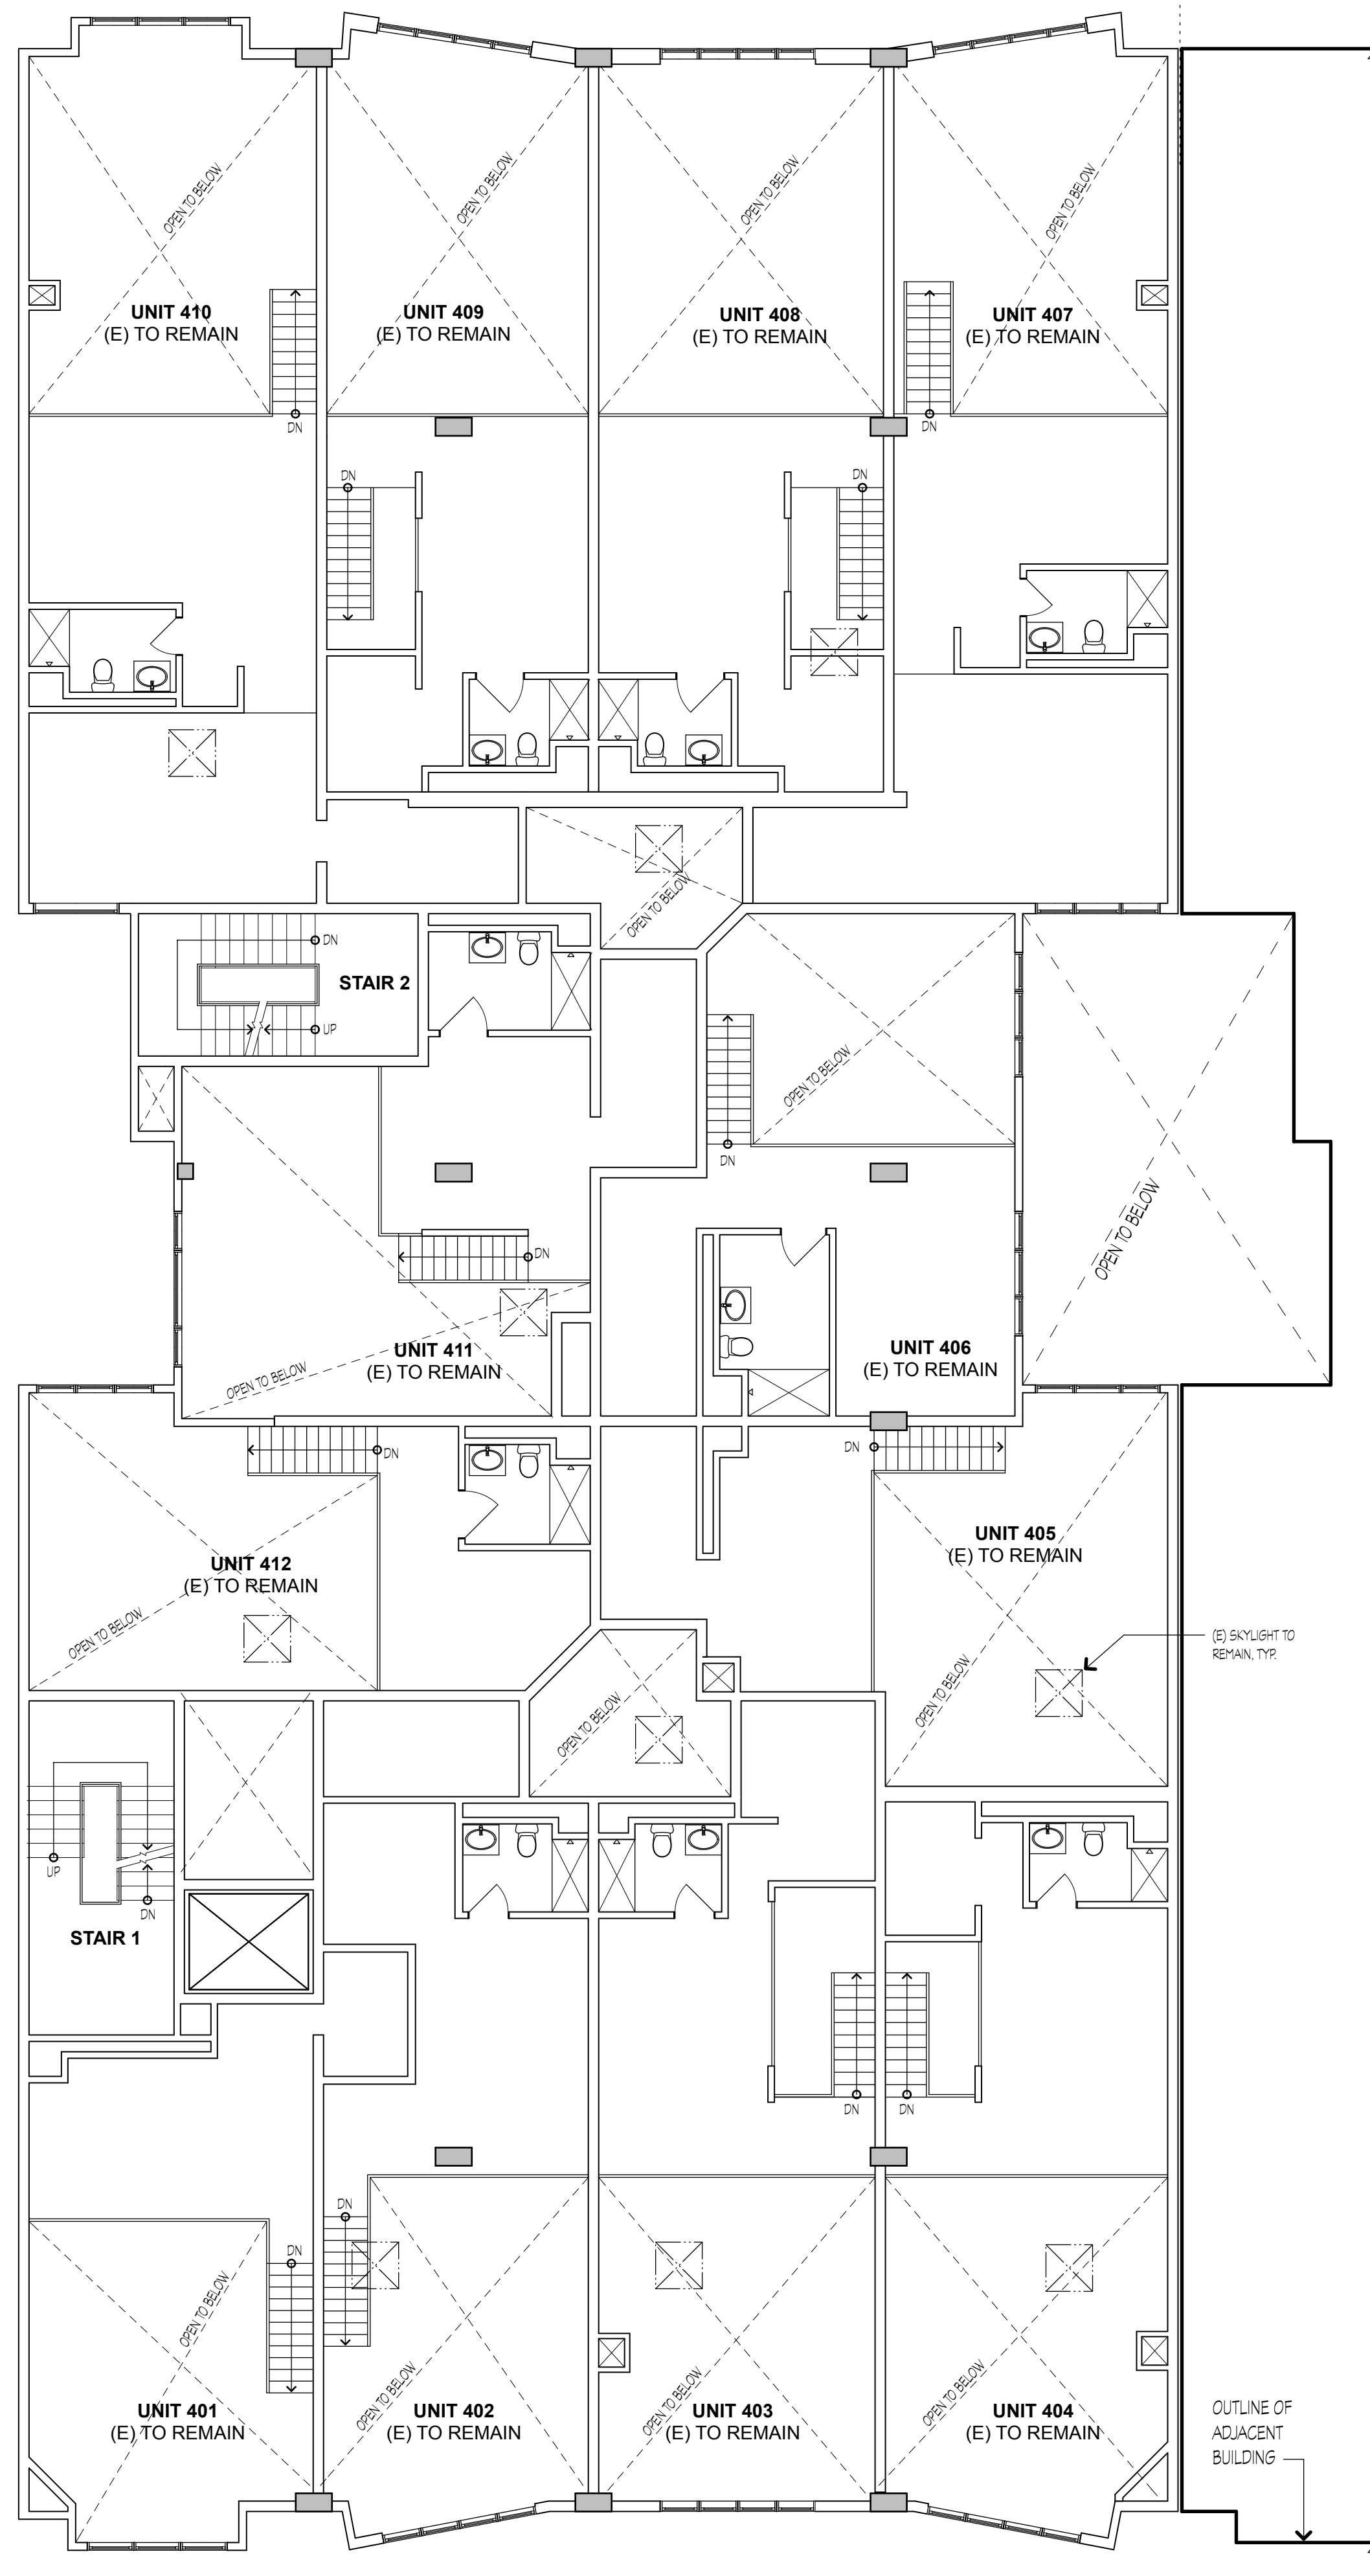 OPEN TO BELOW
OPEN TO BELOW
OPEN TO BELOW
OPEN TO BELOW
UNIT 410
(E) TO REMAIN
UNIT 409
(E) TO REMAIN
UNIT 408
(E) TO REMAIN
UNIT 407
(E) TO REMAIN
DN
DN
DN
DN
OPEN TO BELOW
DN
STAIR 2
UP
OPEN TO BELOW
DN
OPEN TO BELOW
DN
UNIT 411
(E) TO REMAIN
OPEN TO BELOW
UNIT 406
(E) TO REMAIN
DN
DN
UNIT 405
(E) TO REMAIN
UNIT 412
(E) TO REMAIN
OPEN TO BELOW
(E) SKYLIGHT TO
REMAIN, TYP.
OPEN TO BELOW
OPEN TO BELOW
UP
DN
STAIR 1
DN
DN
DN
DN
OPEN TO BELOW
OPEN TO BELOW
OPEN TO BELOW
OPEN TO BELOW
UNIT 401
(E) TO REMAIN
UNIT 402
(E) TO REMAIN
UNIT 403
(E) TO REMAIN
UNIT 404
(E) TO REMAIN
OUTLINE OF
ADJACENT
BUILDING